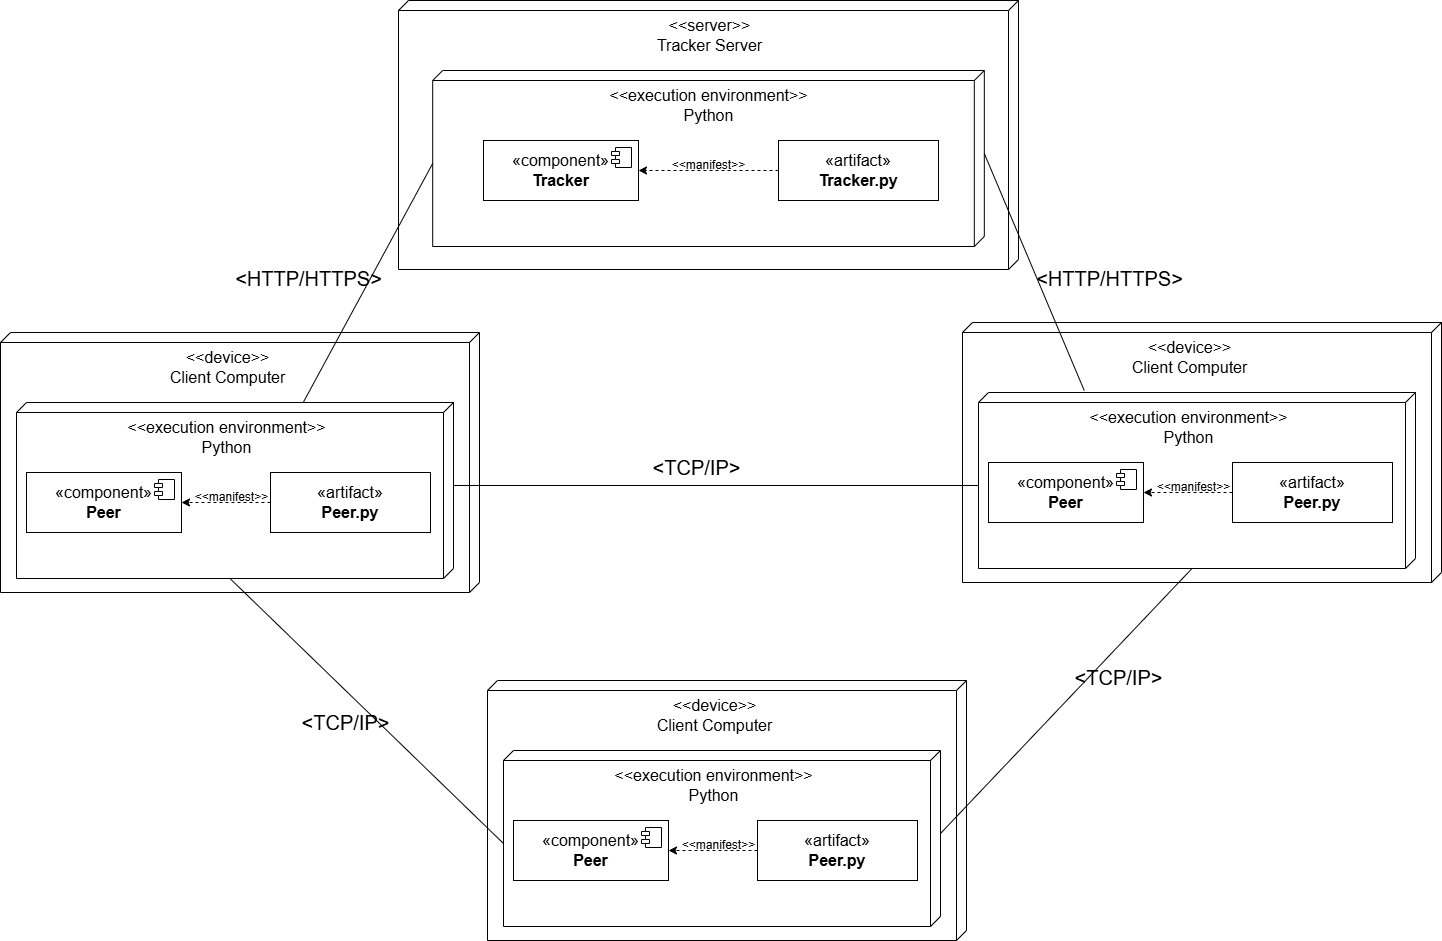 <<server>>
Tracker Server
<<execution environment>>
Python
«component»
Tracker
<<manifest>>
«artifact»
Tracker.py
<HTTP/HTTPS>
<HTTP/HTTPS>
<<device>>
Client Computer
<<execution environment>>
Python
«component»
Peer
<<manifest>>
«artifact»
Peer.py
<TCP/IP>
<<device>>
Client Computer
<<execution environment>>
Python
«component»
Peer
<<manifest>>
«artifact»
Peer.py
<TCP/IP>
<TCP/IP>
<<device>>
Client Computer
<<execution environment>>
Python
«component»
Peer
<<manifest>>
«artifact»
Peer.py